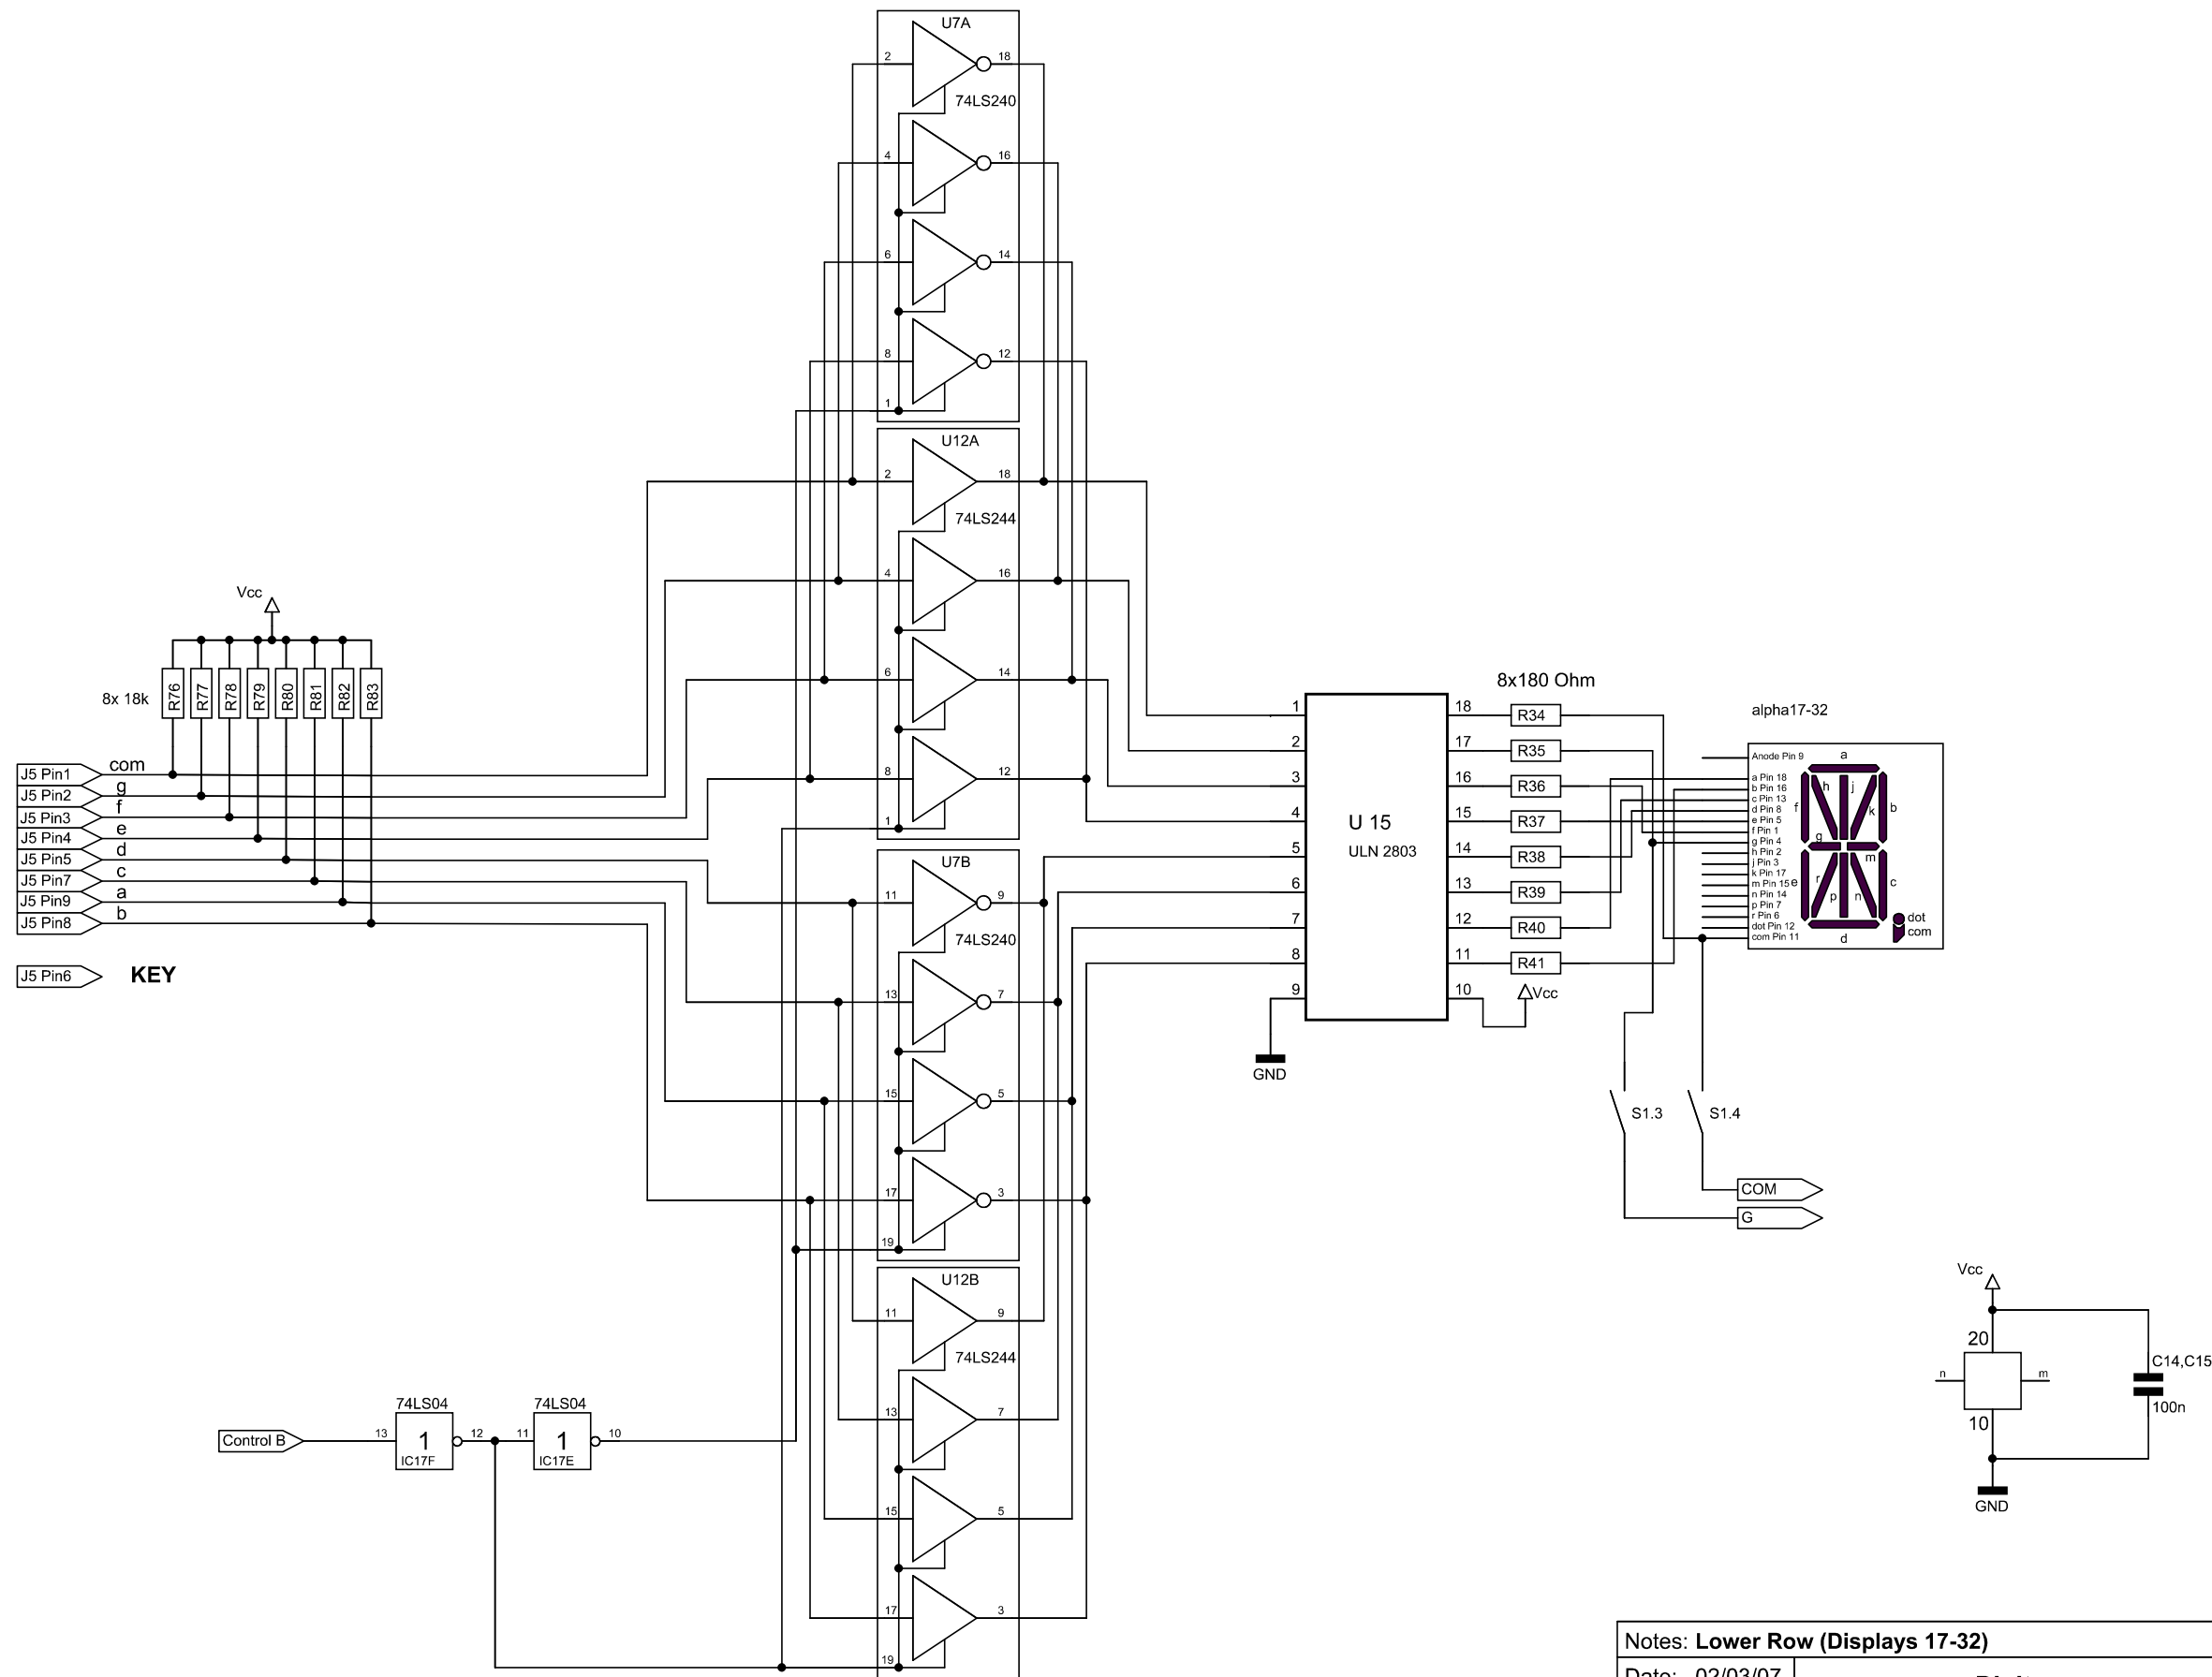 U7A
2
18
74LS240
4
16
6
14
8
12
1
U12A
2
18
74LS244
4
16
6
14
8
12
1
Vcc
8x 18k
R76
R77
R78
R79
R80
R81
R82
R83
J5 Pin1
com
J5 Pin2
g
J5 Pin3
f
J5 Pin4
e
J5 Pin5
d
J5 Pin7
c
J5 Pin9
a
J5 Pin8
b
J5 Pin6
KEY
U7B
11
9
74LS240
13
7
15
5
17
3
19
U12B
11
9
74LS244
13
7
15
5
17
3
19
Control B
13
74LS04
1
IC17F
12
11
74LS04
1
IC17E
10
1
2
3
4
5
6
7
8
9
U 15
ULN 2803
18
17
16
15
14
13
12
11
10
8x180 Ohm
R34
R35
R36
R37
R38
R39
R40
R41
Vcc
GND
alpha17-32
Anode Pin 9
a Pin 18
b Pin 16
c Pin 13
d Pin 8
e Pin 5
f Pin 1
g Pin 4
h Pin 2
j Pin 3
k Pin 17
m Pin 15
n Pin 14
p Pin 7
r Pin 6
dot Pin 12
com Pin 11
a
h
j
f
k
b
g
m
e
r
c
p
n
d
dot
com
S1.3
S1.4
COM
G
Vcc
20
n
m
10
C14,C15
100n
GND
Notes: Lower Row (Displays 17-32)
Date: 02/03/07